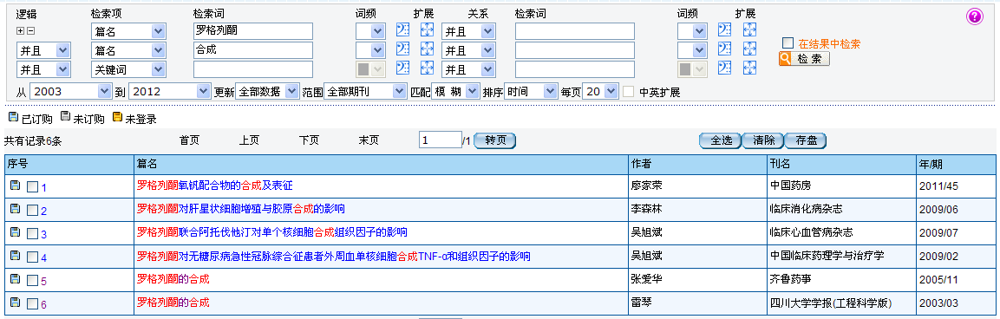 逻辑 检索项 检索词 词频 扩展 关系 检索词 词频 扩展
篇名 罗格列酮 并且
并且 篇名 合成 并且 在结果中检索
并且 关键词 并且 检 索
从 2003 到 2012 更新 全部数据 范围 全部期刊 匹配 模 糊 排序 时间 每页 20 中英扩展
已订购 未订购 未登录
共有记录6条 首页 上页 下页 末页 1 /1 转页 全选 清除 存盘
序号 篇名 作者 刊名 年/期
1 罗格列酮氧钒配合物的合成及表征 廖家荣 中国药房 2011/45
2 罗格列酮对肝星状细胞增殖与胶原合成的影响 李森林 临床消化病杂志 2009/06
3 罗格列酮联合阿托伐他汀对单个核细胞合成组织因子的影响 吴旭斌 临床心血管病杂志 2009/07
4 罗格列酮对无糖尿病急性冠脉综合征患者外周血单核细胞合成TNF-α和组织因子的影响 吴旭斌 中国临床药理学与治疗学 2009/02
5 罗格列酮的合成 张爱华 齐鲁药事 2005/11
6 罗格列酮的合成 雷琴 四川大学学报(工程科学版) 2003/03